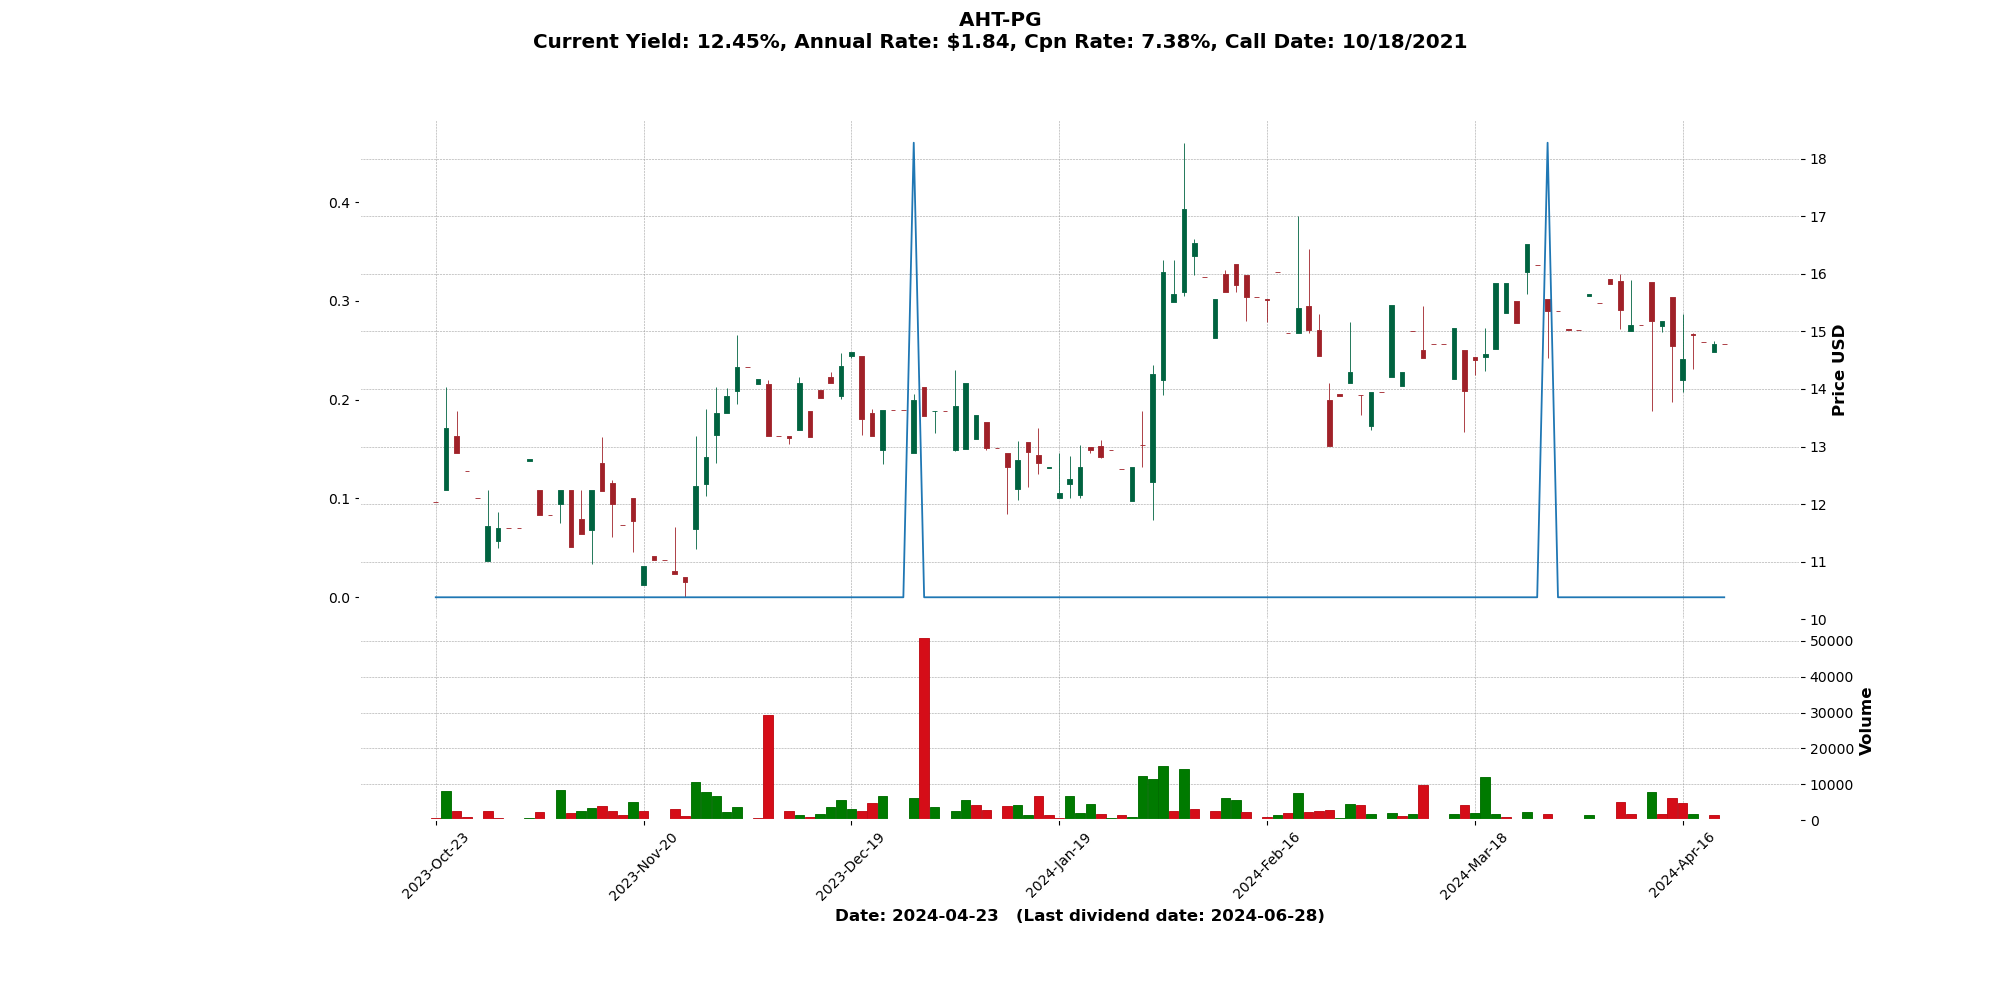 AHT-PG
Current Yield: 12.45%, Annual Rate: $1.84, Cpn Rate: 7.38%, Call Date: 10/18/2021
0.4
0.3
0.2
0.1
0.0
18
17
16
15
14
13
12
11
10
Price USD
50000
40000
30000
20000
10000
0
Volume
2023-Oct-23
2023-Nov-20
2023-Dec-19
2024-Jan-19
2024-Feb-16
2024-Mar-18
2024-Apr-16
Date: 2024-04-23 (Last dividend date: 2024-06-28)